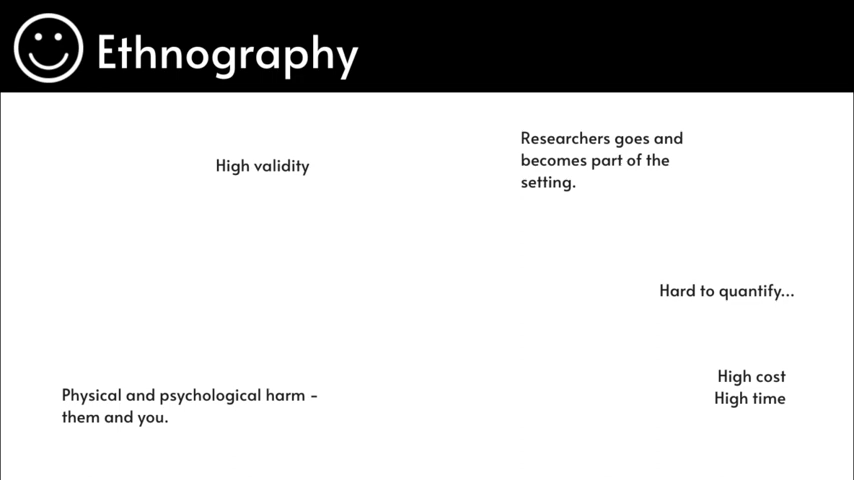 Ethnography
High validity
Researchers goes and
becomes part of the
setting.
Hard to quantify...
High cost
High time
Physical and psychological harm -
them and you.